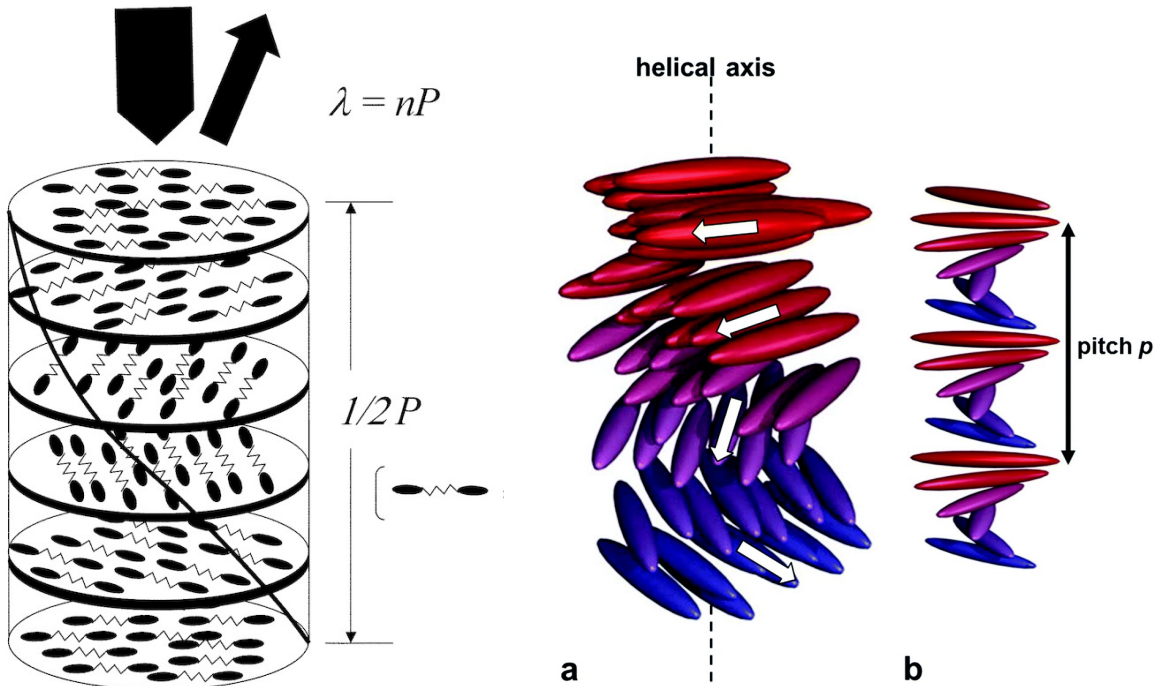 λ = nP
1/2 P
helical axis
pitch p
a
b